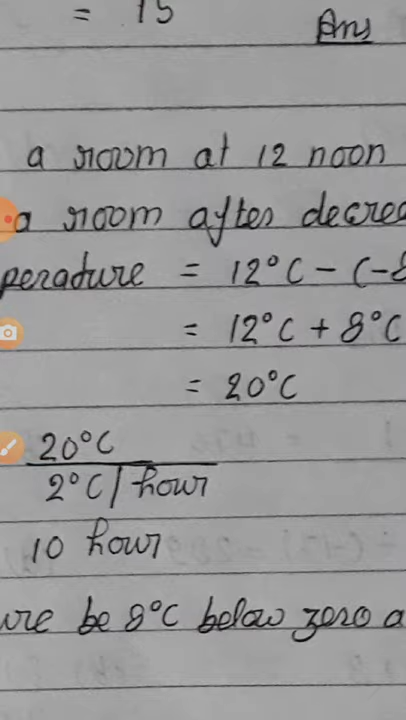 = 15
Ans
a room at 12 noon
a room after decrea
perature = 12°C - (-8
= 12°C + 8°C
= 20°C
20°C
2°C/hour
10 hour
ure be 8°C below zero a